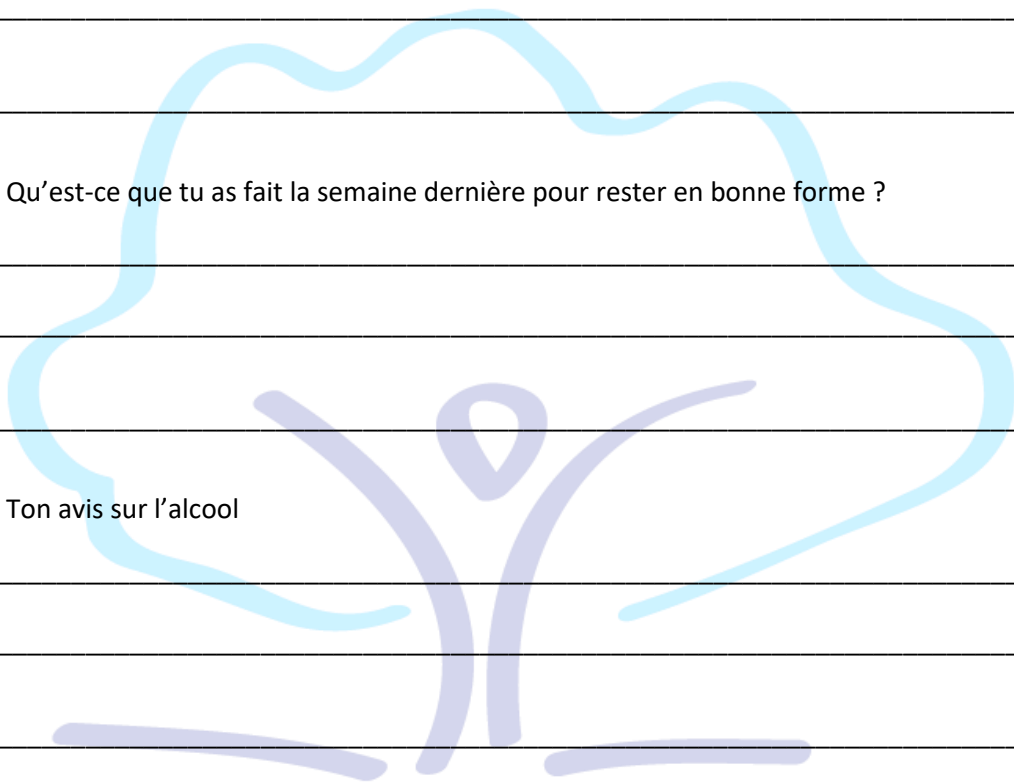 Qu’est-ce que tu as fait la semaine dernière pour rester en bonne forme ?
Ton avis sur l’alcool